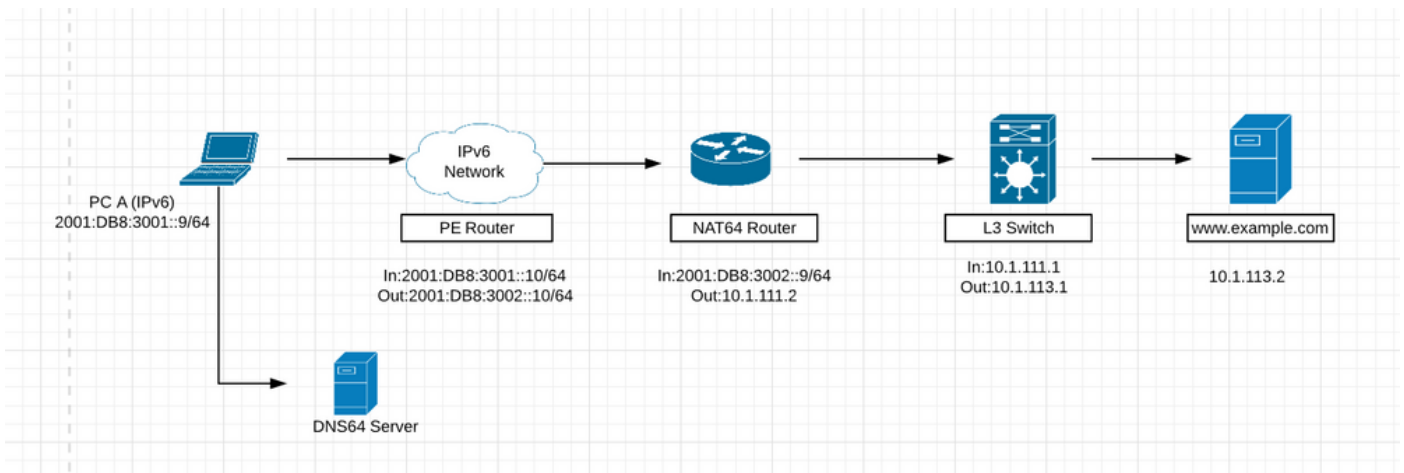 PC A (IPv6)
2001:DB8:3001::9/64
IPv6
Network
PE Router
In:2001:DB8:3001::10/64
Out:2001:DB8:3002::10/64
NAT64 Router
In:2001:DB8:3002::9/64
Out:10.1.111.2
L3 Switch
In:10.1.111.1
Out:10.1.113.1
www.example.com
10.1.113.2
DNS64 Server